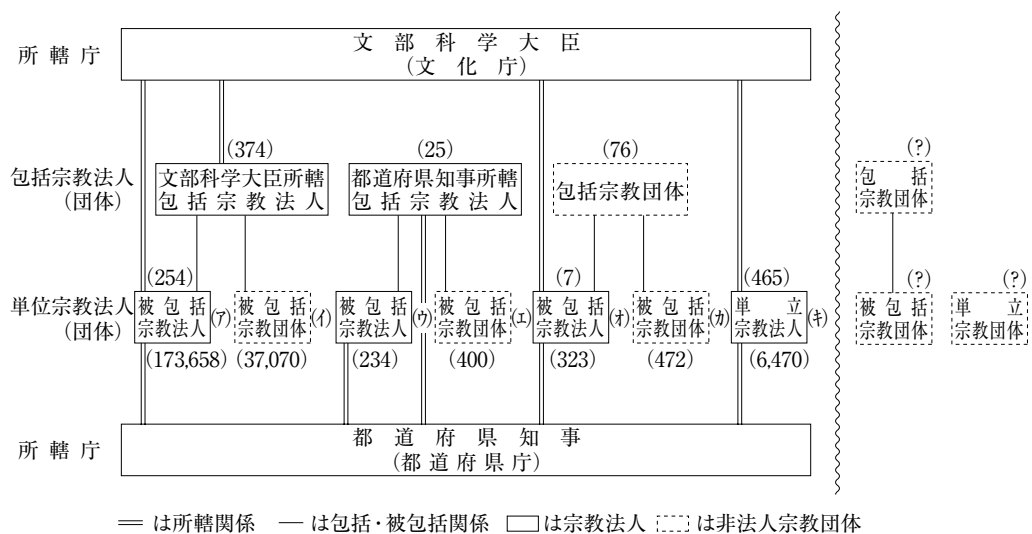 所轄庁
文部科学大臣
(文化庁)
(374)
(25)
(76)
(?)
包括宗教法人
(団体)
文部科学大臣所轄
包括宗教法人
都道府県知事所轄
包括宗教法人
包括宗教団体
包括
宗教団体
(254)
(7)
(465)
(?)
(?)
単位宗教法人
(団体)
被包括
宗教法人
(ア)
被包括
宗教団体
(イ)
被包括
宗教法人
(ウ)
被包括
宗教団体
(エ)
被包括
宗教法人
(オ)
被包括
宗教団体
(カ)
単立
宗教法人
(キ)
被包括
宗教団体
単立
宗教団体
(173,658)
(37,070)
(234)
(400)
(323)
(472)
(6,470)
所轄庁
都道府県知事
(都道府県庁)
══ は所轄関係 ── は包括・被包括関係 □は宗教法人 は非法人宗教団体